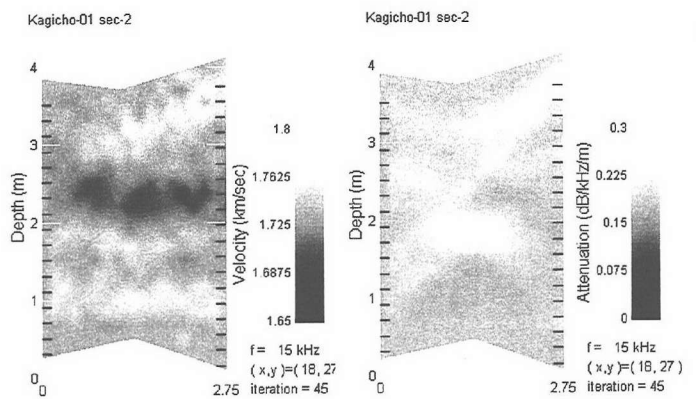 Kagicho-01 sec-2
4
3
2
1
0
Depth (m)
0
2.75
1.8
1.7625
1.725
1.6875
1.65
Velocity (km/sec)
f = 15 kHz
(x,y)=(18, 27
iteration = 45
Kagicho-01 sec-2
4
3
2
1
0
Depth (m)
0
2.75
0.3
0.225
0.15
0.075
0
Attenuation (dB/kHz/m)
f = 15 kHz
(x,y)=(18, 27)
iteration = 45